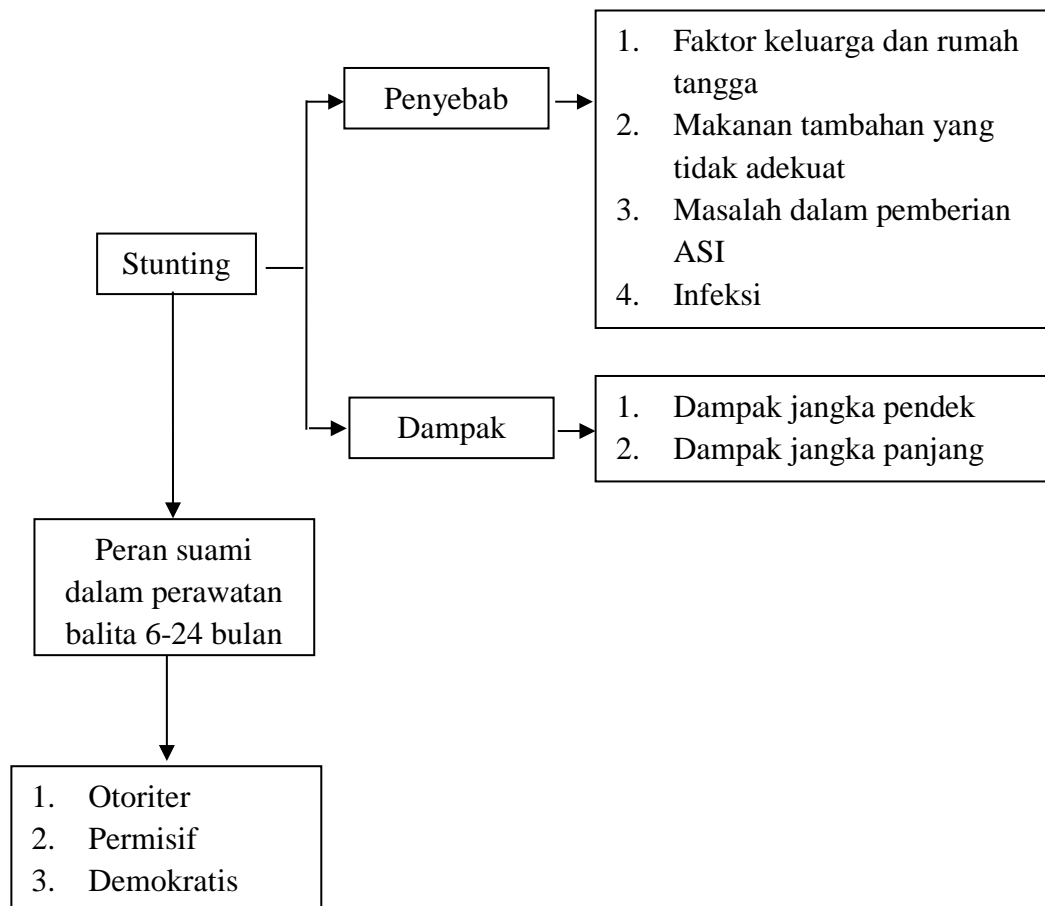 Penyebab
1. Faktor keluarga dan rumah
tangga
2. Makanan tambahan yang
tidak adekuat
3. Masalah dalam pemberian
ASI
4. Infeksi
Stunting
Dampak
1. Dampak jangka pendek
2. Dampak jangka panjang
Peran suami
dalam perawatan
balita 6-24 bulan
1. Otoriter
2. Permisif
3. Demokratis